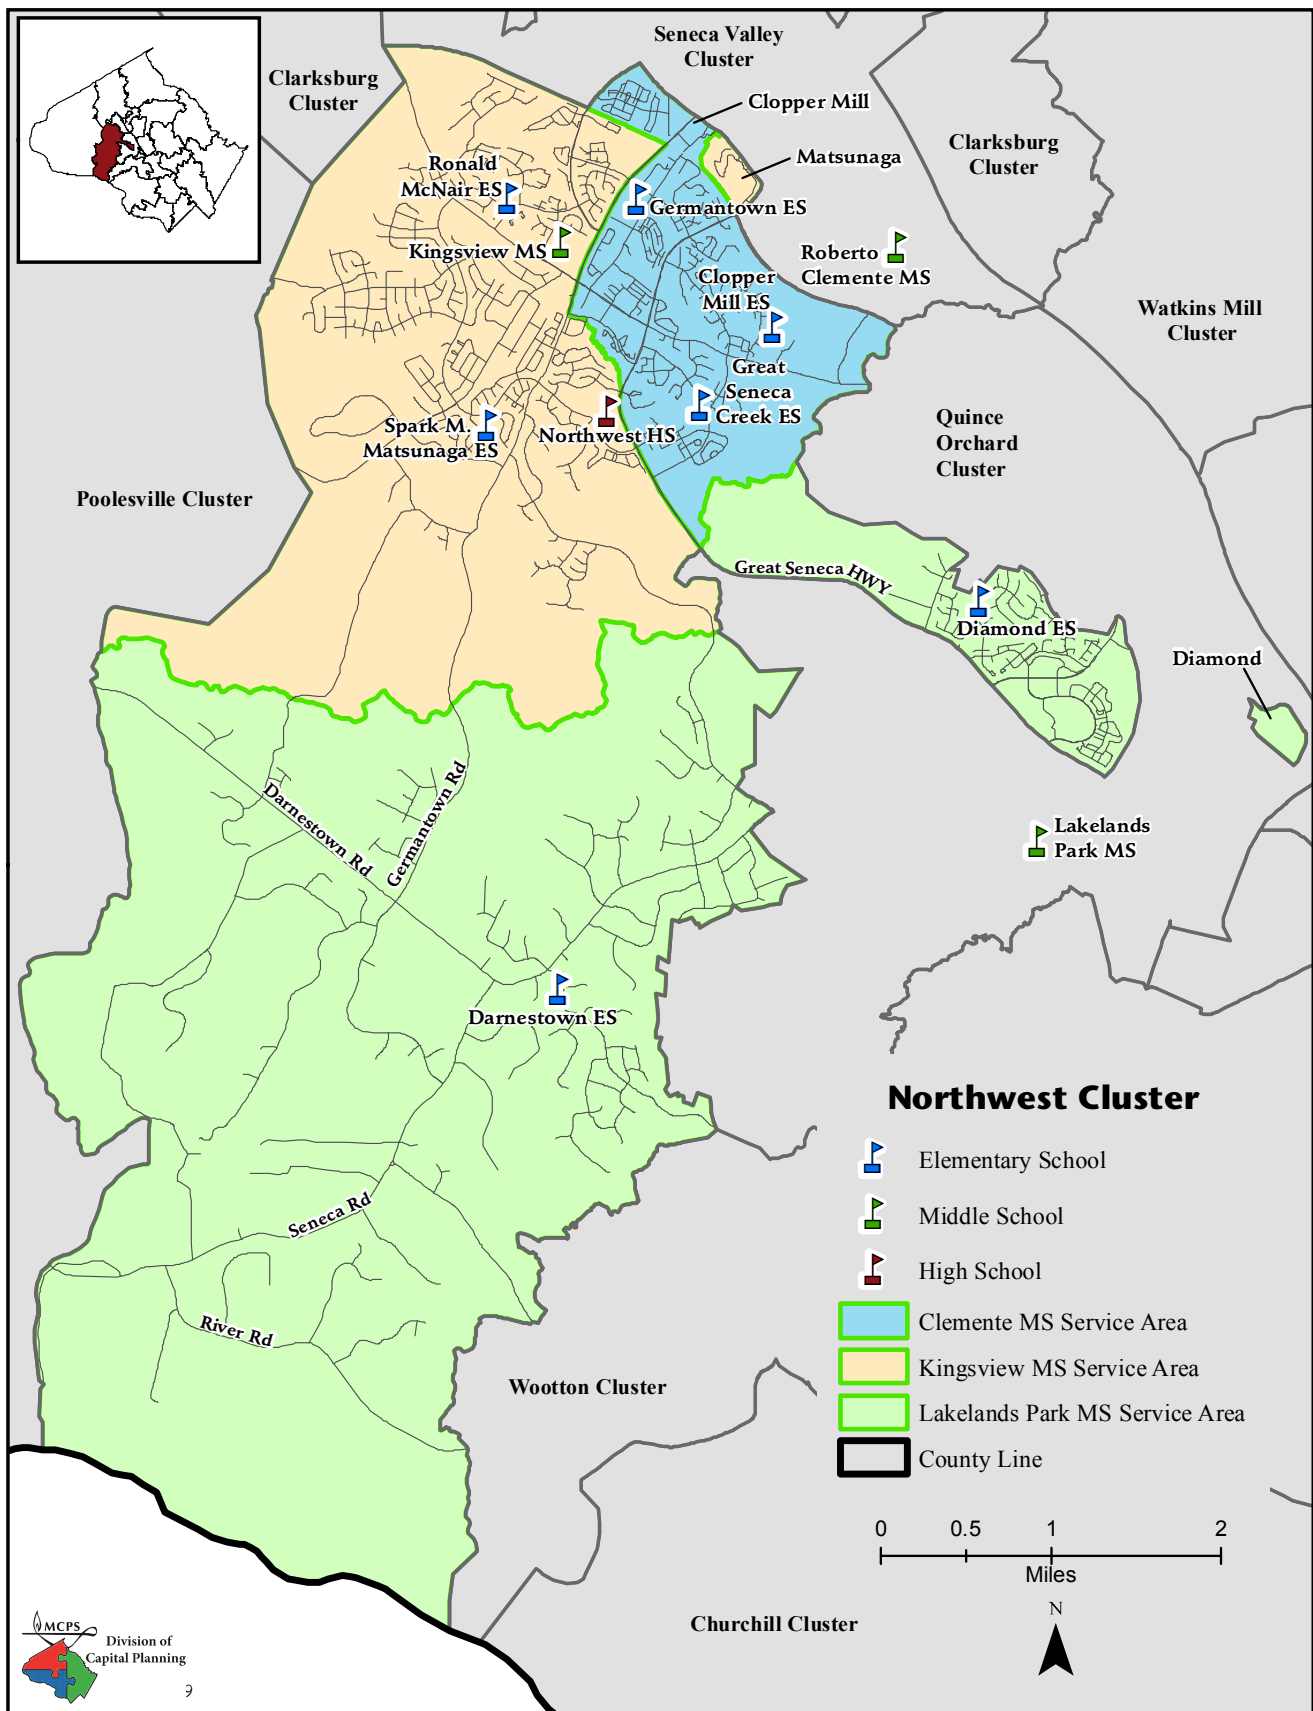 Seneca Valley
Cluster
Clarksburg
Cluster
Clopper Mill
Clarksburg
Cluster
Matsunaga
Ronald
McNair ES
Germantown ES
Kingsview MS
Roberto
Clemente MS
Clopper
Mill ES
Watkins Mill
Cluster
Great
Seneca
Creek ES
Spark M.
Matsunaga ES
Northwest HS
Quince
Orchard
Cluster
Poolesville Cluster
Great Seneca HWY
Diamond ES
Diamond
Darnestown Rd
Germantown Rd
Lakelands
Park MS
Darnestown ES
Seneca Rd
River Rd
Wootton Cluster
Churchill Cluster
Northwest Cluster
Elementary School
Middle School
High School
Clemente MS Service Area
Kingsview MS Service Area
Lakelands Park MS Service Area
County Line
0 0.5 1 2
Miles
N
MCPS
Division of
Capital Planning
9